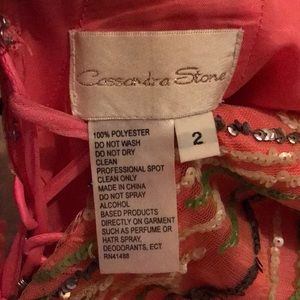 Cassandra Stone
2
100% POLYESTER
DO NOT WASH
DO NOT DRY
CLEAN
PROFESSIONAL SPOT
CLEAN ONLY
MADE IN CHINA
DO NOT SPRAY
ALCOHOL
BASED PRODUCTS
DIRECTLY ON GARMENT
SUCH AS PERFUME OR
HAIR SPRAY,
DEODORANTS, ECT.
RN41488